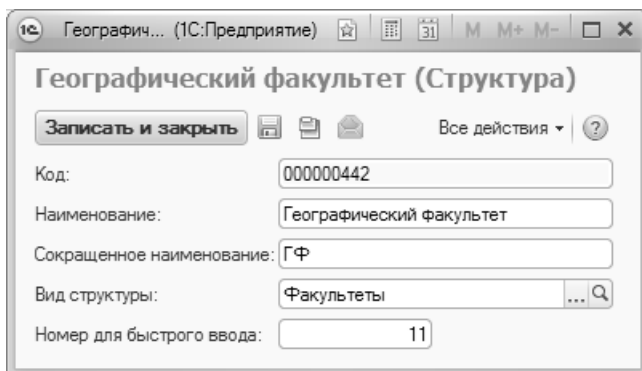 1С Географич... (1С:Предприятие) 31 M M+ M-
Географический факультет (Структура)
Записать и закрыть Все действия ?
Код: 000000442
Наименование: Географический факультет
Сокращенное наименование: ГФ
Вид структуры: Факультеты ...
Номер для быстрого ввода: 11